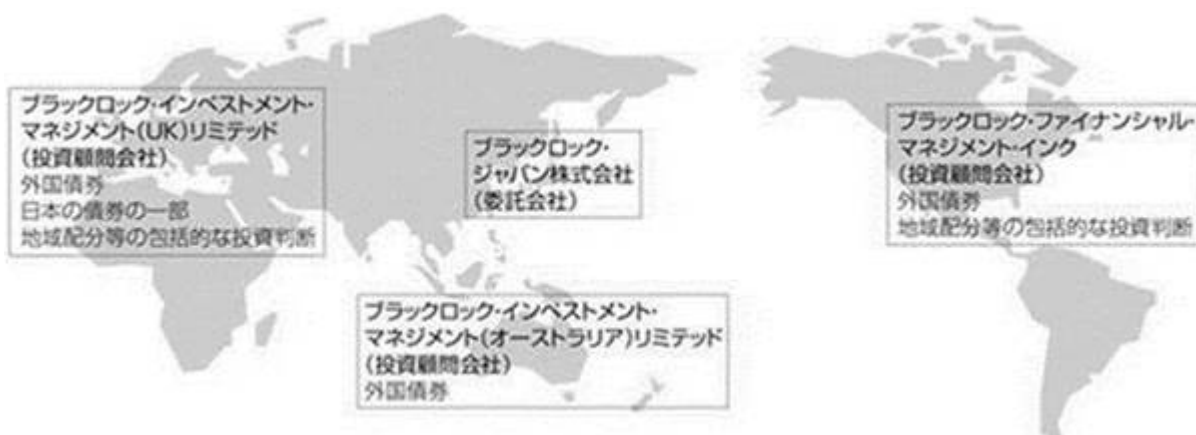 ブラックロック・インベストメント・
マネジメント(UK)リミテッド
(投資顧問会社)
外国債券
日本の債券の一部
地域配分等の包括的な投資判断
ブラックロック・
ジャパン株式会社
(委託会社)
ブラックロック・ファイナンシャル・
マネジメント・インク
(投資顧問会社)
外国債券
地域配分等の包括的な投資判断
ブラックロック・インベストメント・
マネジメント(オーストラリア)リミテッド
(投資顧問会社)
外国債券